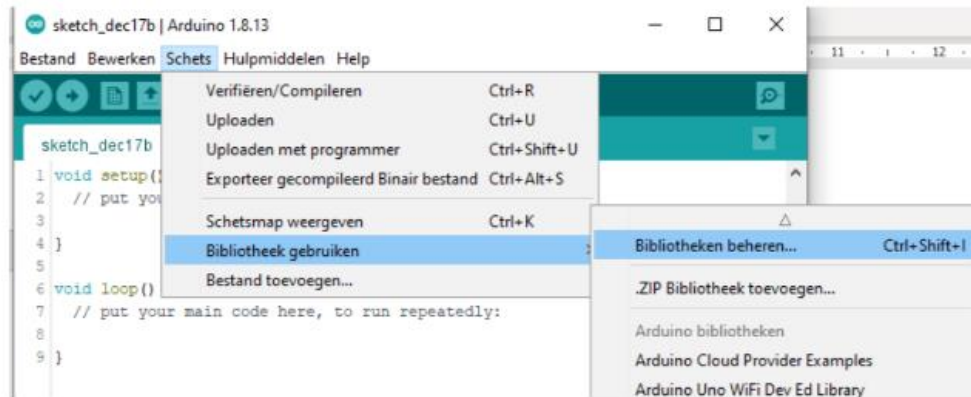 sketch_dec17b | Arduino 1.8.13
11 12
Bestand Bewerken Schets Hulpmiddelen Help
Verifiëren/Compileren Ctrl+R
Uploaden Ctrl+U
Uploaden met programmer Ctrl+Shift+U
Exporteer gecompileerd Binair bestand Ctrl+Alt+S
Schetsmap weergeven Ctrl+K
Bibliotheek gebruiken
Bestand toevoegen...
Bibliotheken beheren... Ctrl+Shift+I
.ZIP Bibliotheek toevoegen...
Arduino bibliotheken
Arduino Cloud Provider Examples
Arduino Uno WiFi Dev Ed Library
sketch_dec17b
1 void setup()
2 // put you
3
4 }
5
6 void loop()
7 // put your main code here, to run repeatedly:
8
9 }